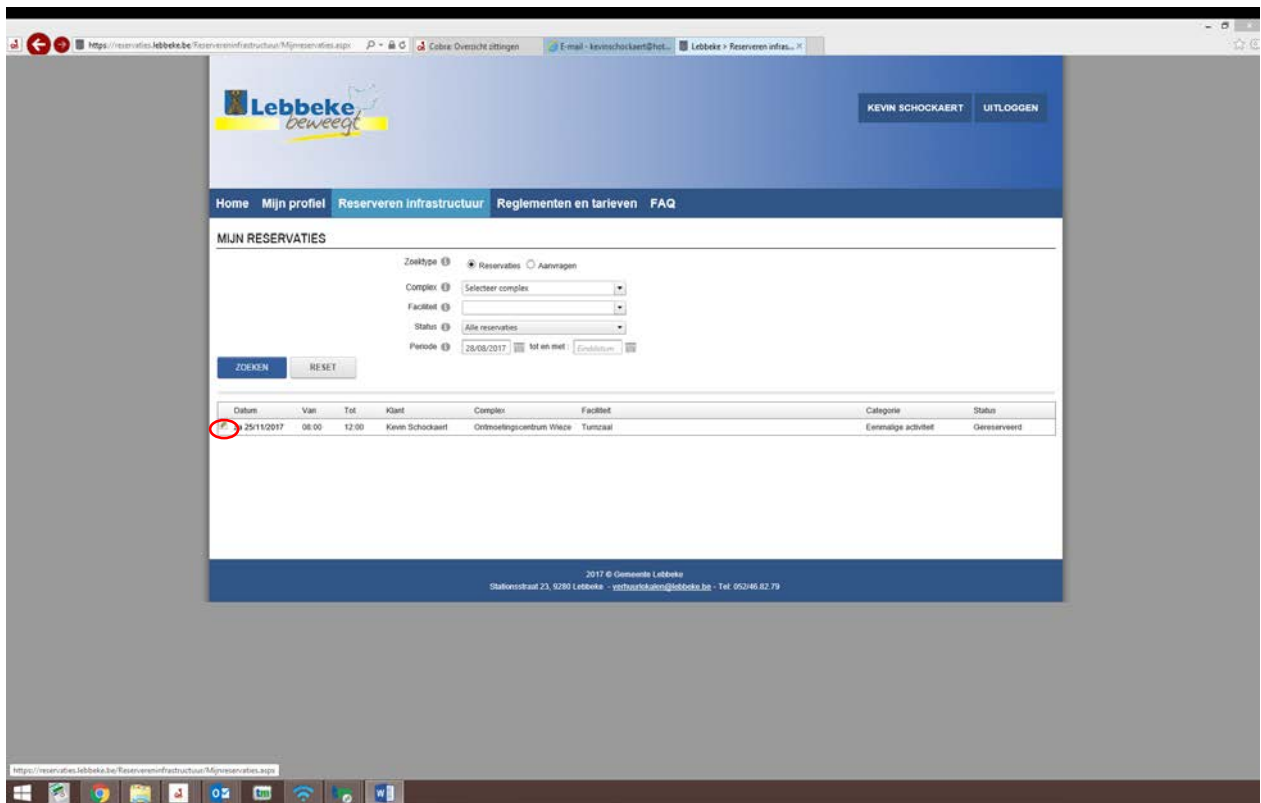 https://reservaties.lebbeke.be/Reservereninfrastructuur/Mijnreservaties.aspx
Cobra: Overzicht zittingen
E-mail - kevinschockaert@hot...
Lebbeke > Reserveren infras...
Lebbeke
beweegt
KEVIN SCHOCKAERT UITLOGGEN
Home Mijn profiel Reserveren infrastructuur Reglementen en tarieven FAQ
MIJN RESERVATIES
Zoektype Reservaties Aanvragen
Complex Selecteer complex
Faciliteit
Status Alle reservaties
Periode 28/08/2017 tot en met : Einddatum
ZOEKEN RESET
Datum Van Tot Klant Complex Faciliteit Categorie Status
25/11/2017 08:00 12:00 Kevin Schockaert Ontmoetingscentrum Wieze Turnzaal Eenmalige activiteit Gereserveerd
2017 © Gemeente Lebbeke
Stationsstraat 23, 9280 Lebbeke - verhuurlokalen@lebbeke.be - Tel: 052/46.82.79
https://reservaties.lebbeke.be/Reservereninfrastructuur/Mijnreservaties.aspx